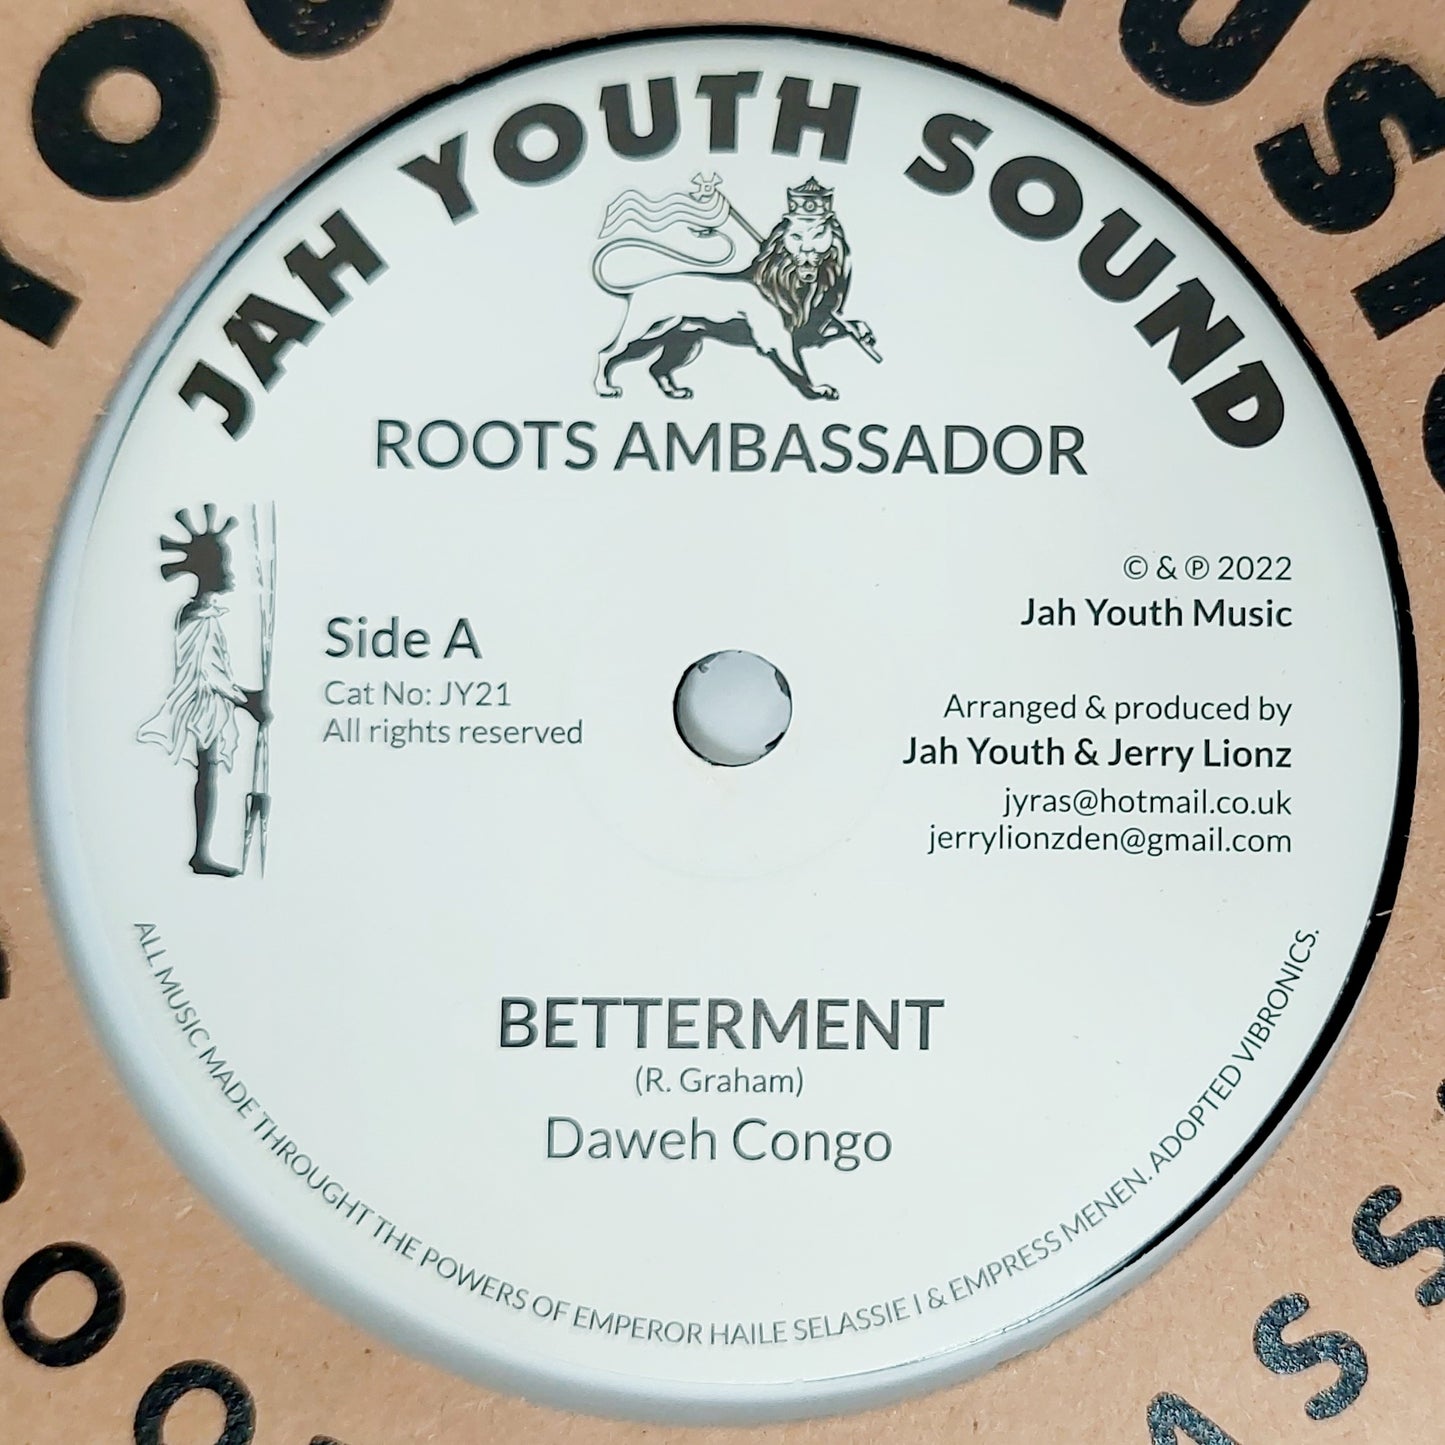 JAH YOUTH SOUND
ROOTS AMBASSADOR
Side A
Cat No: JY21
All rights reserved
© & ℗ 2022
Jah Youth Music
Arranged & produced by
Jah Youth & Jerry Lionz
jyras@hotmail.co.uk
jerrylionzden@gmail.com
BETTERMENT
(R. Graham)
Daweh Congo
ALL MUSIC MADE THROUGHT THE POWERS OF EMPEROR HAILE SELASSIE I & EMPRESS MENEN. ADOPTED VIBRONICS.